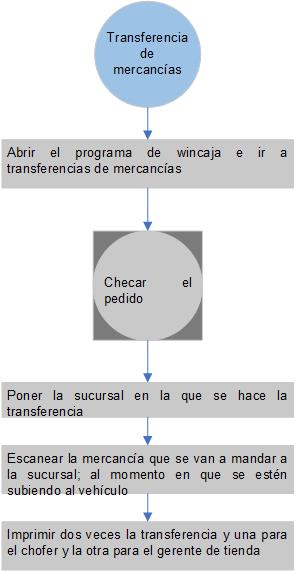 Transferencia
de
mercancías
Abrir el programa de wincaja e ir a
transferencias de mercancías
Checar el
pedido
Poner la sucursal en la que se hace la
transferencia
Escanear la mercancía que se van a mandar a
la sucursal; al momento en que se estén
subiendo al vehículo
Imprimir dos veces la transferencia y una para
el chofer y la otra para el gerente de tienda